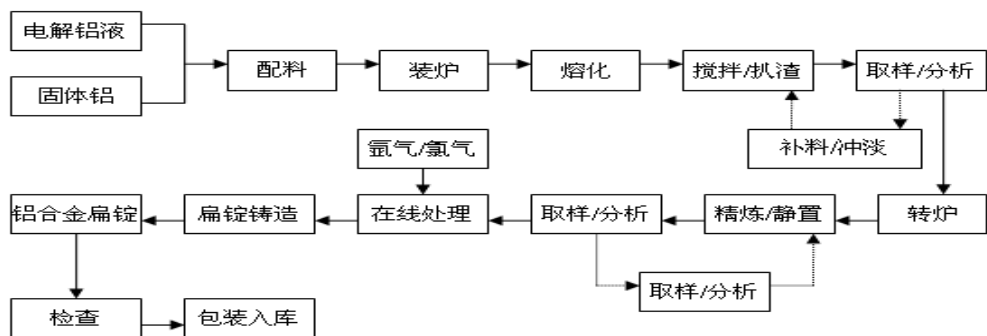 电解铝液
固体铝
配料
装炉
熔化
搅拌/扒渣
取样/分析
补料/冲淡
氩气/氯气
铝合金扁锭
扁锭铸造
在线处理
取样/分析
精炼/静置
转炉
取样/分析
检查
包装入库